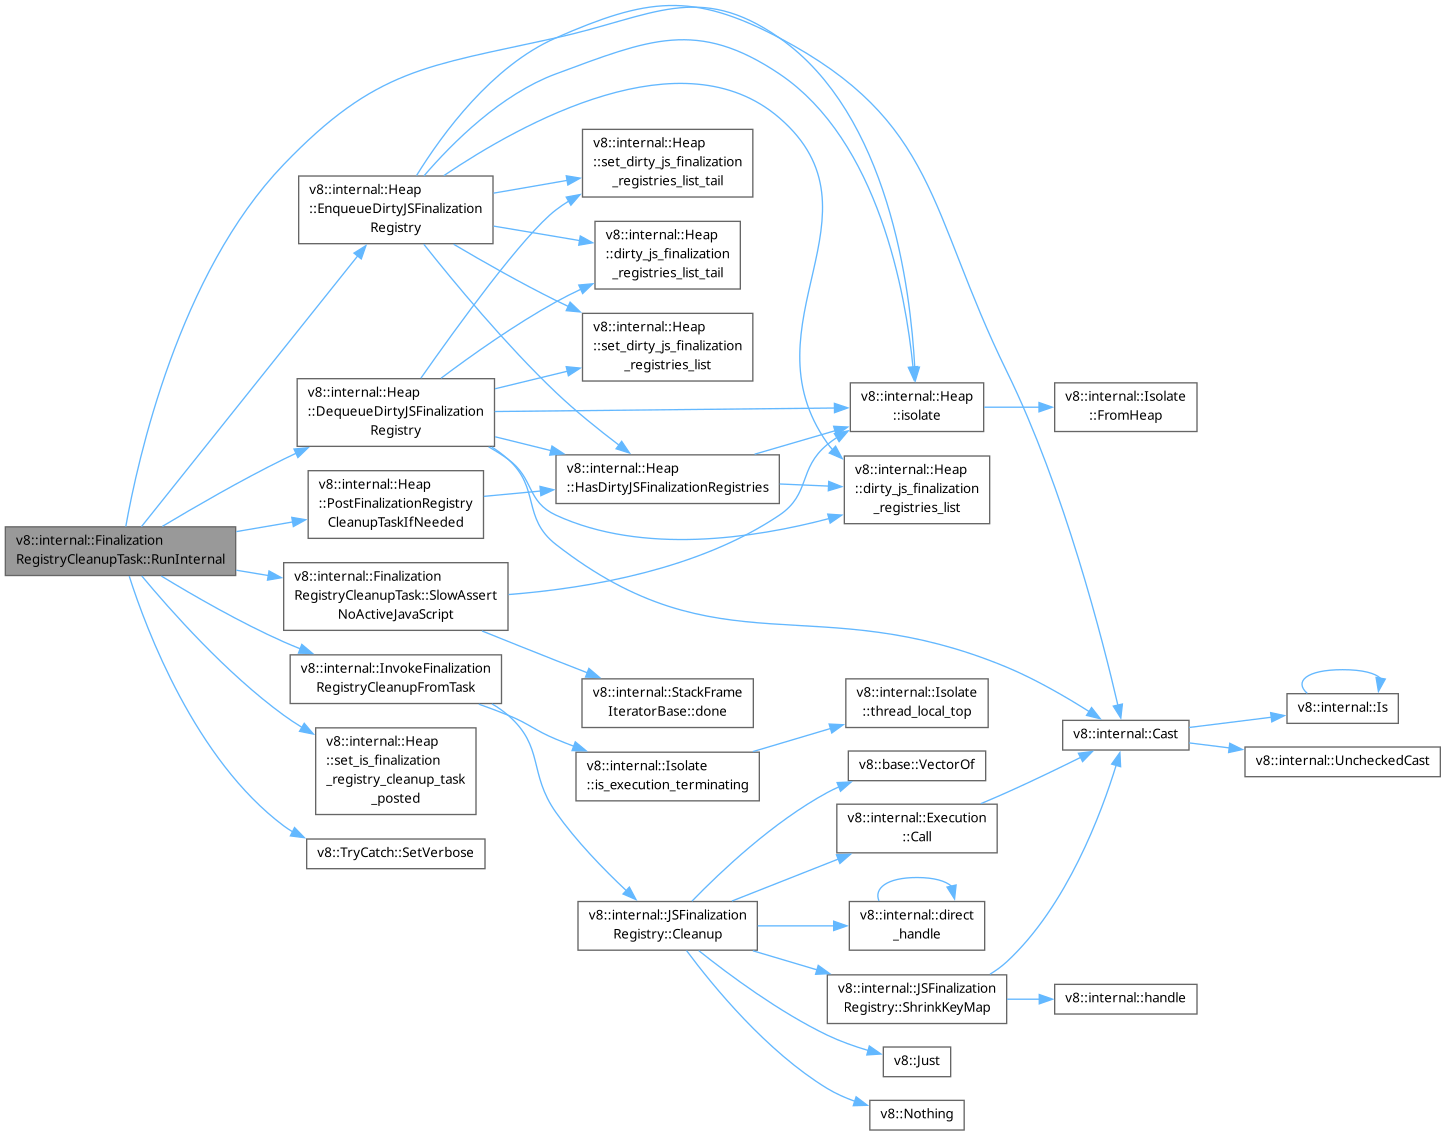 v8::internal::Finalization
RegistryCleanupTask::RunInternal
v8::internal::Heap
::EnqueueDirtyJSFinalization
Registry
v8::internal::Heap
::DequeueDirtyJSFinalization
Registry
v8::internal::Heap
::PostFinalizationRegistry
CleanupTaskIfNeeded
v8::internal::Finalization
RegistryCleanupTask::SlowAssert
NoActiveJavaScript
v8::internal::InvokeFinalization
RegistryCleanupFromTask
v8::internal::Heap
::set_is_finalization
_registry_cleanup_task
_posted
v8::TryCatch::SetVerbose
v8::internal::Heap
::set_dirty_js_finalization
_registries_list_tail
v8::internal::Heap
::dirty_js_finalization
_registries_list_tail
v8::internal::Heap
::set_dirty_js_finalization
_registries_list
v8::internal::Heap
::HasDirtyJSFinalizationRegistries
v8::internal::StackFrame
IteratorBase::done
v8::internal::Isolate
::is_execution_terminating
v8::internal::JSFinalization
Registry::Cleanup
v8::internal::Heap
::isolate
v8::internal::Heap
::dirty_js_finalization
_registries_list
v8::internal::Isolate
::thread_local_top
v8::base::VectorOf
v8::internal::Execution
::Call
v8::internal::direct
_handle
v8::internal::JSFinalization
Registry::ShrinkKeyMap
v8::Just
v8::Nothing
v8::internal::Isolate
::FromHeap
v8::internal::Cast
v8::internal::handle
v8::internal::Is
v8::internal::UncheckedCast